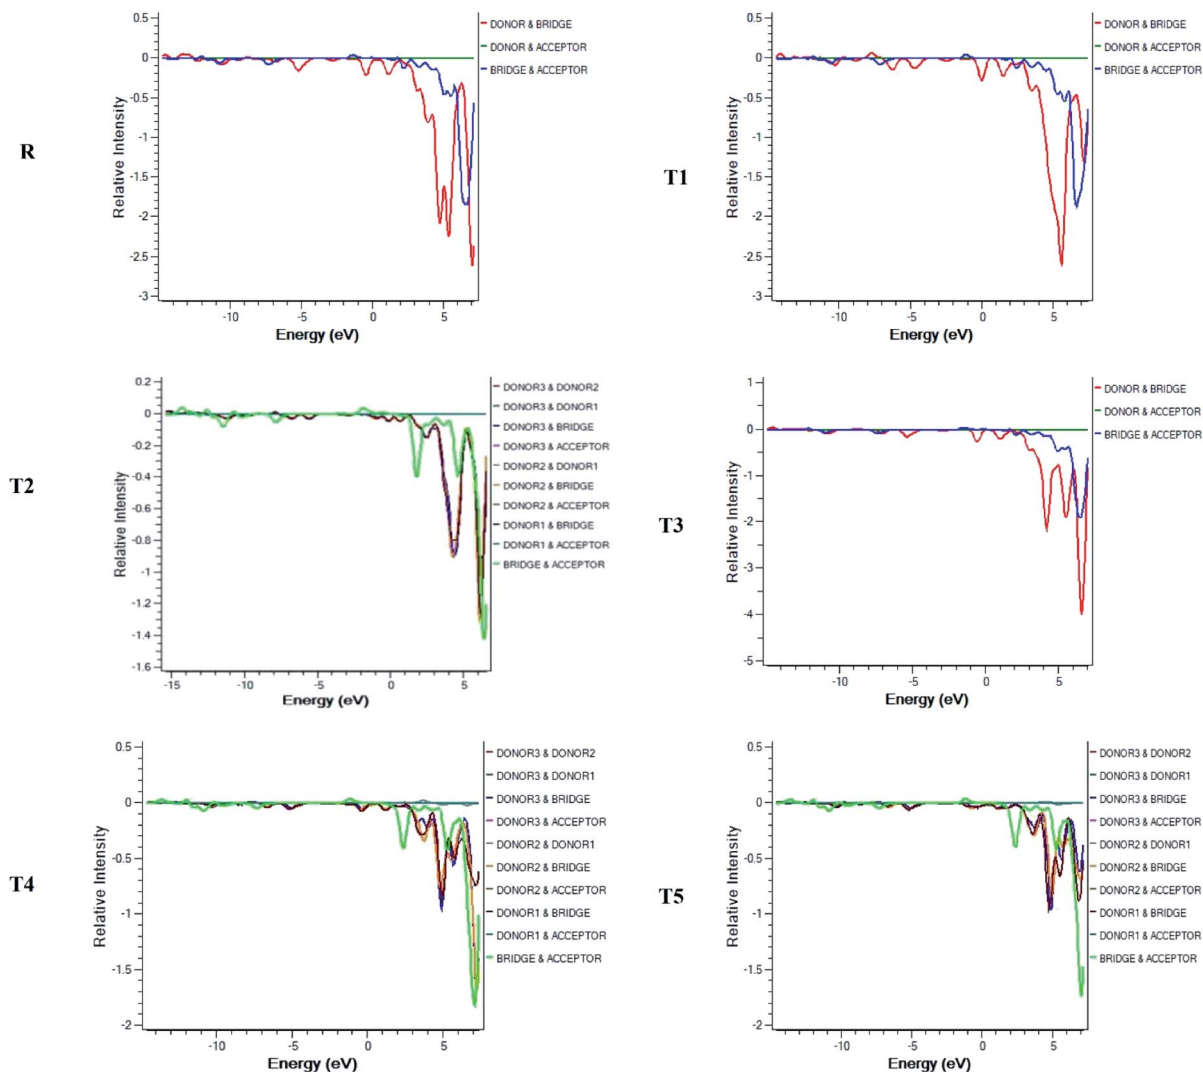 R
Relative Intensity
0.5
0
-0.5
-1
-1.5
-2
-2.5
-3
-10
-5
0
5
Energy (eV)
DONOR & BRIDGE
DONOR & ACCEPTOR
BRIDGE & ACCEPTOR
T1
Relative Intensity
0.5
0
-0.5
-1
-1.5
-2
-2.5
-3
-10
-5
0
5
Energy (eV)
DONOR & BRIDGE
DONOR & ACCEPTOR
BRIDGE & ACCEPTOR
T2
Relative Intensity
0.2
0
-0.2
-0.4
-0.6
-0.8
-1
-1.2
-1.4
-1.6
-15
-10
-5
0
5
Energy (eV)
DONOR3 & DONOR2
DONOR3 & DONOR1
DONOR3 & BRIDGE
DONOR3 & ACCEPTOR
DONOR2 & DONOR1
DONOR2 & BRIDGE
DONOR2 & ACCEPTOR
DONOR1 & BRIDGE
DONOR1 & ACCEPTOR
BRIDGE & ACCEPTOR
T3
Relative Intensity
1
0
-1
-2
-3
-4
-5
-10
-5
0
5
Energy (eV)
DONOR & BRIDGE
DONOR & ACCEPTOR
BRIDGE & ACCEPTOR
T4
Relative Intensity
0.5
0
-0.5
-1
-1.5
-2
-10
-5
0
5
Energy (eV)
DONOR3 & DONOR2
DONOR3 & DONOR1
DONOR3 & BRIDGE
DONOR3 & ACCEPTOR
DONOR2 & DONOR1
DONOR2 & BRIDGE
DONOR2 & ACCEPTOR
DONOR1 & BRIDGE
DONOR1 & ACCEPTOR
BRIDGE & ACCEPTOR
T5
Relative Intensity
0.5
0
-0.5
-1
-1.5
-2
-10
-5
0
5
Energy (eV)
DONOR3 & DONOR2
DONOR3 & DONOR1
DONOR3 & BRIDGE
DONOR3 & ACCEPTOR
DONOR2 & DONOR1
DONOR2 & BRIDGE
DONOR2 & ACCEPTOR
DONOR1 & BRIDGE
DONOR1 & ACCEPTOR
BRIDGE & ACCEPTOR